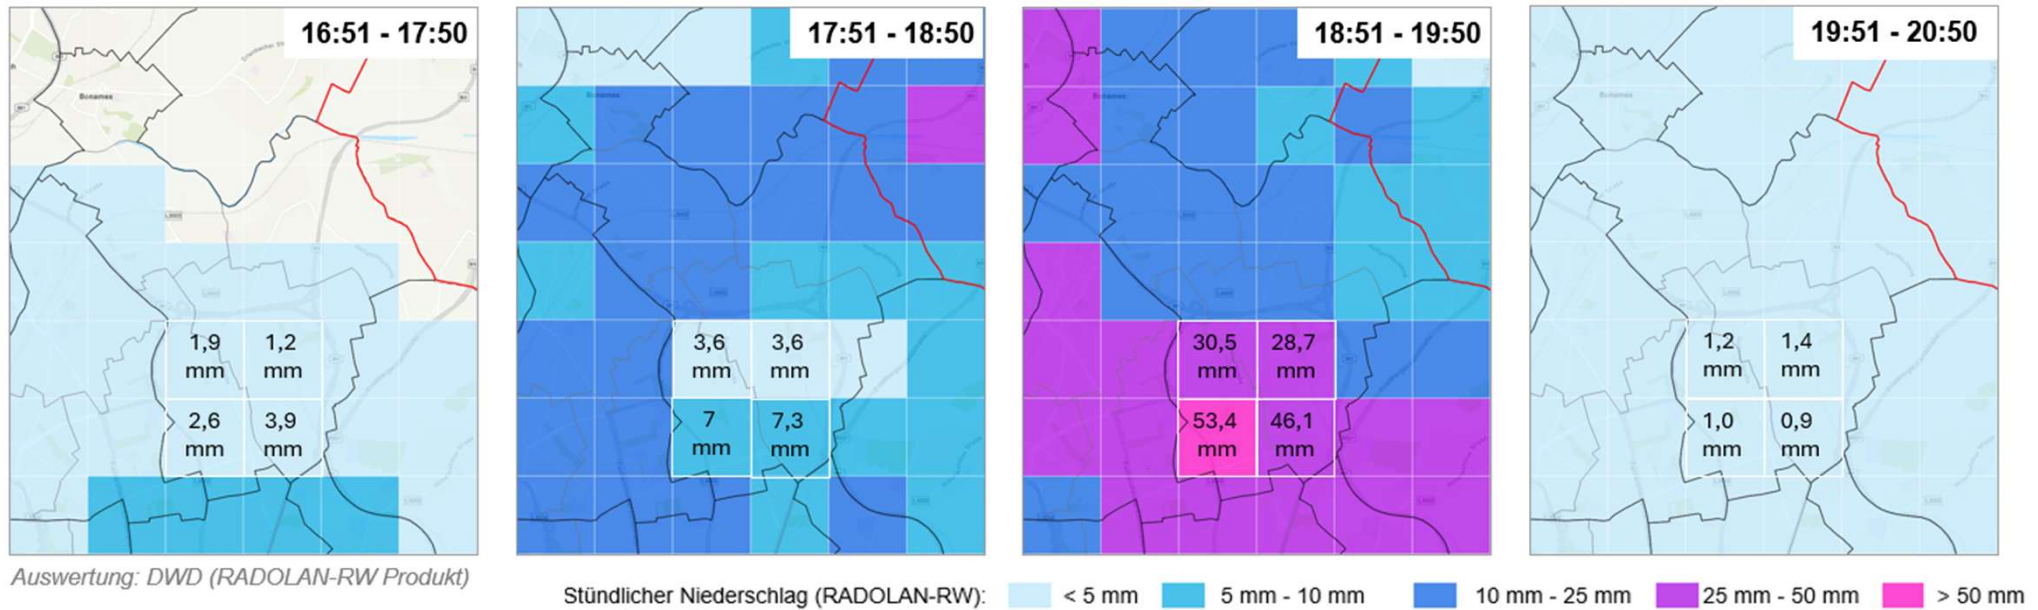 16:51 - 17:50
17:51 - 18:50
18:51 - 19:50
19:51 - 20:50
Bonames
Bonames
Bonames
Bonames
1,9 mm
1,2 mm
2,6 mm
3,9 mm
3,6 mm
3,6 mm
7 mm
7,3 mm
30,5 mm
28,7 mm
53,4 mm
46,1 mm
1,2 mm
1,4 mm
1,0 mm
0,9 mm
Auswertung: DWD (RADOLAN-RW Produkt)
Stündlicher Niederschlag (RADOLAN-RW): < 5 mm 5 mm - 10 mm 10 mm - 25 mm 25 mm - 50 mm > 50 mm